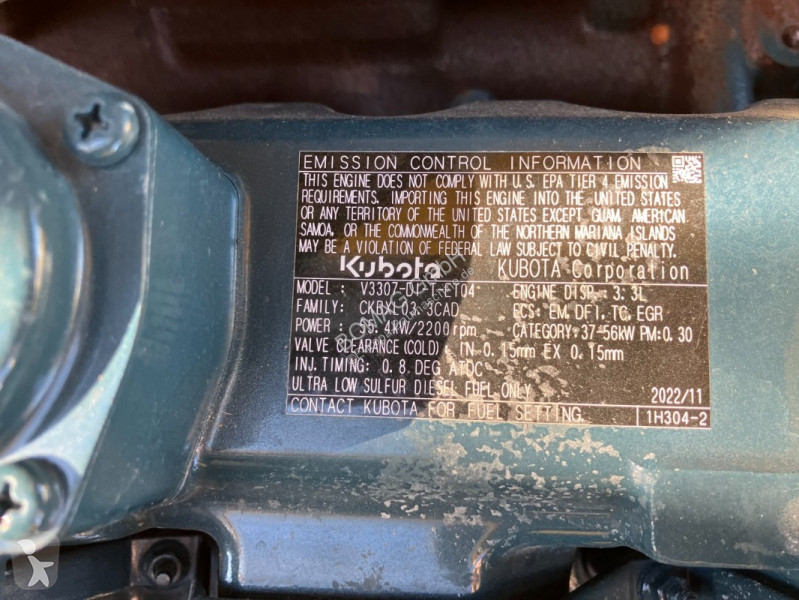 EMISSION CONTROL INFORMATION
THIS ENGINE DOES NOT COMPLY WITH U.S. EPA TIER 4 EMISSION
REQUIREMENTS. IMPORTING THIS ENGINE INTO THE UNITED STATES
OR ANY TERRITORY OF THE UNITED STATES EXCEPT GUAM, AMERICAN
SAMOA, OR THE COMMONWEALTH OF THE NORTHERN MARIANA ISLANDS
MAY BE A VIOLATION OF FEDERAL LAW SUBJECT TO CIVIL PENALTY.
Kubota KUBOTA Corporation
MODEL : V3307-DI-T-ET04 ENGINE DISP.: 3.3L
FAMILY: CKBXL03.3CAD ECS: EM, DFI, TC, EGR
POWER : 55.4kW/2200rpm CATEGORY: 37-56kW PM: 0.30
VALVE CLEARANCE (COLD) : IN 0.15mm EX 0.15mm
INJ. TIMING: 0.8 DEG ATDC
ULTRA LOW SULFUR DIESEL FUEL ONLY 2022/11
CONTACT KUBOTA FOR FUEL SETTING. 1H304-2